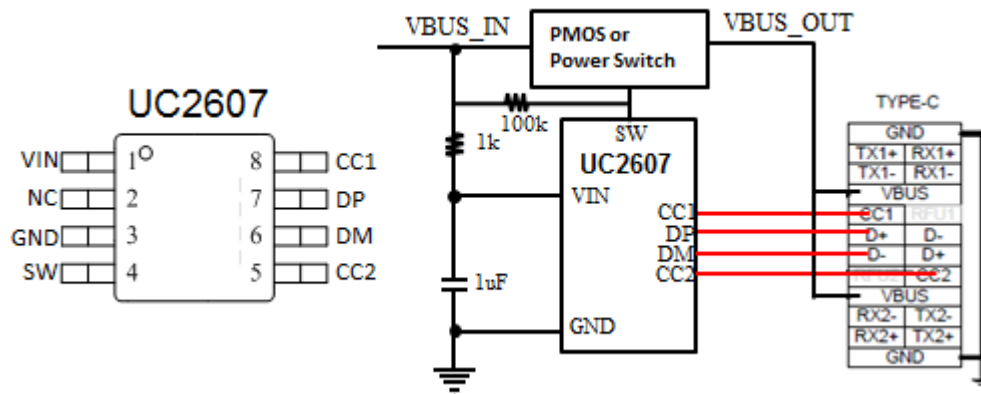 UC2607
VIN 1 8 CC1
NC 2 7 DP
GND 3 6 DM
SW 4 5 CC2
VBUS_IN
PMOS or
Power Switch
VBUS_OUT
100k
1k
1uF
SW
UC2607
VIN
CC1
DP
DM
CC2
GND
TYPE-C
GND
TX1+ RX1+
TX1- RX1-
VBUS
CC1 RFU1
D+ D-
D- D+
RFU2 CC2
VBUS
RX2- TX2-
RX2+ TX2+
GND